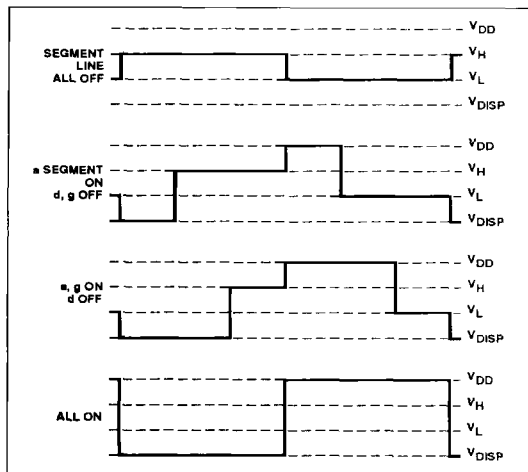 SEGMENT
LINE
ALL OFF
VDD
VH
VL
VDISP
a SEGMENT
ON
d, g OFF
VDD
VH
VL
VDISP
a, g ON
d OFF
VDD
VH
VL
VDISP
ALL ON
VDD
VH
VL
VDISP